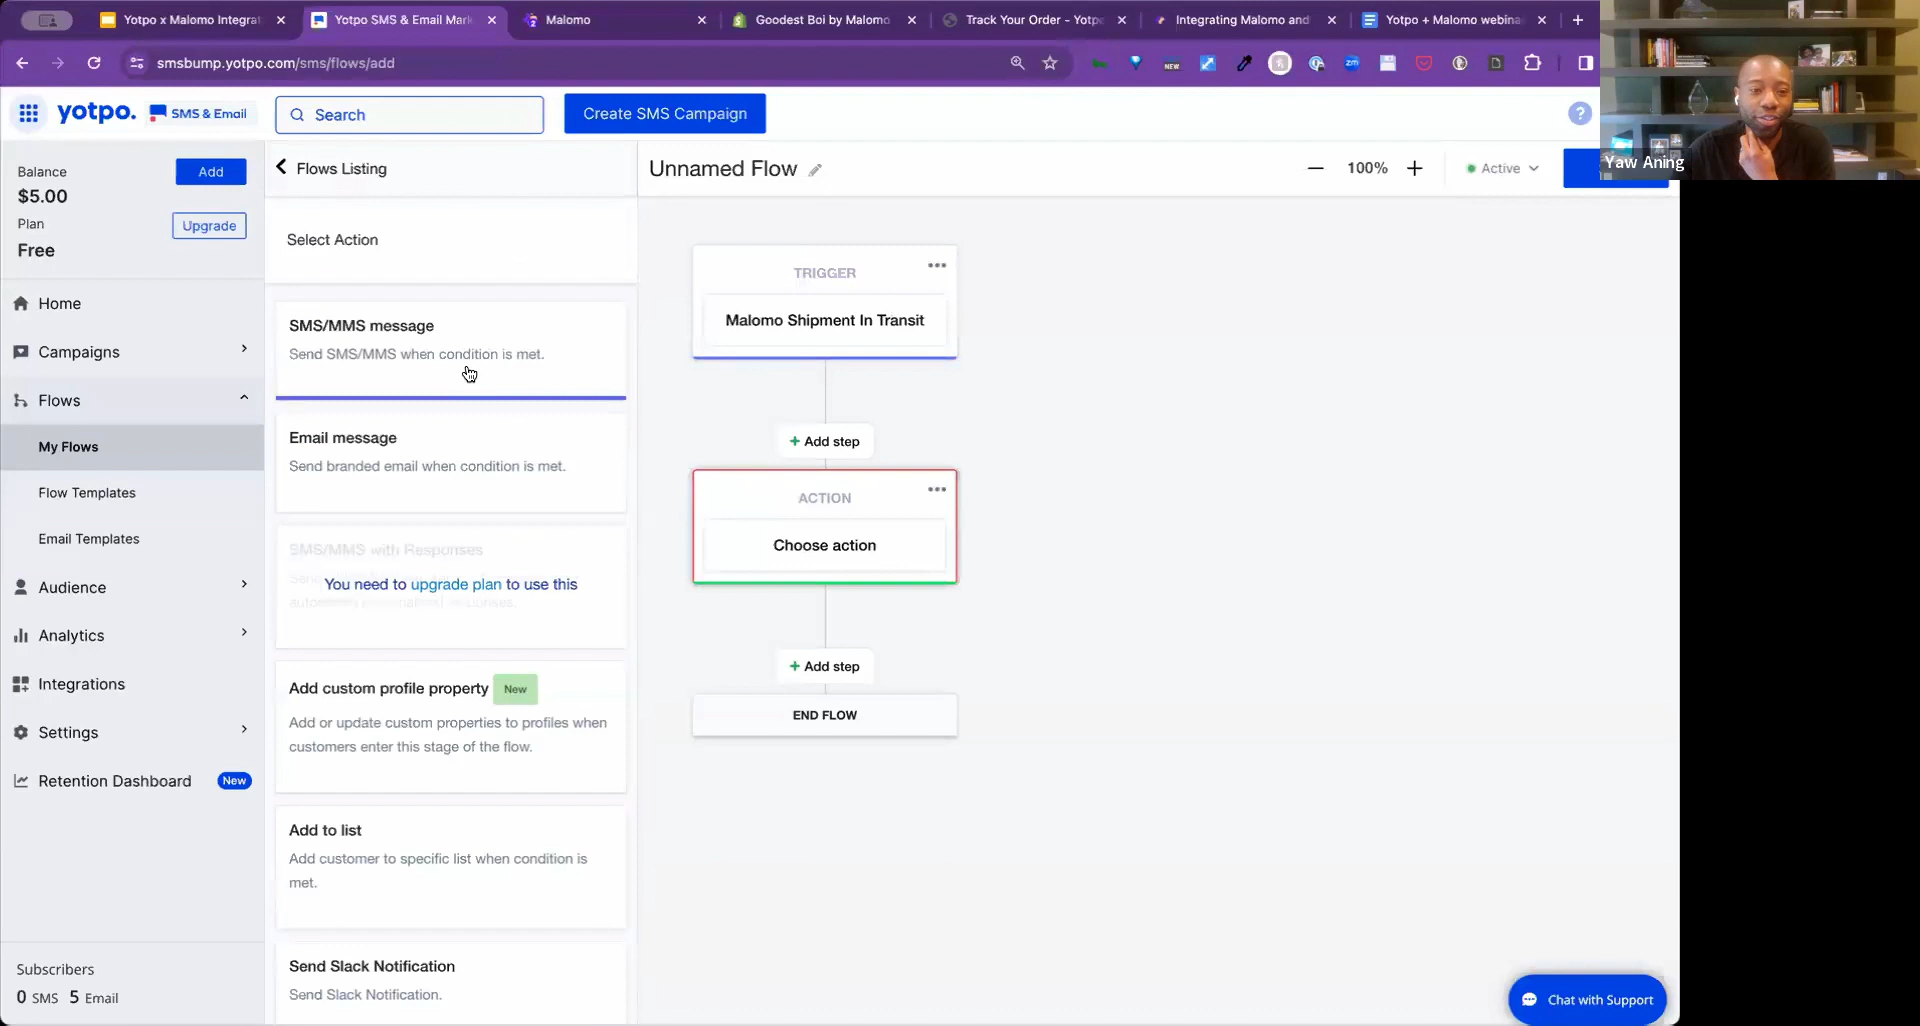 Yotpo x Malomo Integrat
Yotpo SMS & Email Mark
Malomo
Goodest Boi by Malomo
Track Your Order - Yotp
Integrating Malomo and
Yotpo + Malomo webina
smsbump.yotpo.com/sms/flows/add
NEW
zm
yotpo.
SMS & Email
Search
Create SMS Campaign
?
Yaw Aning
Balance
Add
$5.00
Plan
Upgrade
Free
Home
Campaigns
Flows
My Flows
Flow Templates
Email Templates
Audience
Analytics
Integrations
Settings
Retention Dashboard
New
Subscribers
0 SMS 5 Email
Flows Listing
Select Action
SMS/MMS message
Send SMS/MMS when condition is met.
Email message
Send branded email when condition is met.
SMS/MMS with Responses
You need to upgrade plan to use this
Add custom profile property New
Add or update custom properties to profiles when
customers enter this stage of the flow.
Add to list
Add customer to specific list when condition is
met.
Send Slack Notification
Send Slack Notification.
Unnamed Flow
100%
Active
TRIGGER
Malomo Shipment In Transit
+ Add step
ACTION
Choose action
+ Add step
END FLOW
Chat with Support